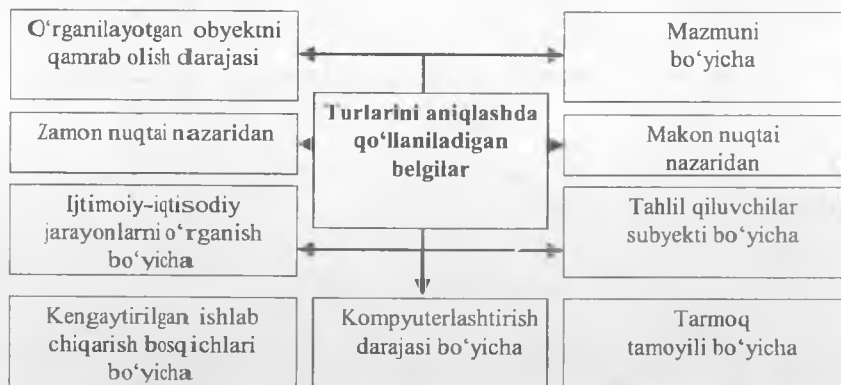 O‘rganilayotgan obyektni
qamrab olish darajasi
Mazmuni
bo‘yicha
Turlarini aniqlashda
qo‘llaniladigan
belgilar
Zamon nuqtai nazaridan
Makon nuqtai
nazaridan
Ijtimoiy-iqtisodiy
jarayonlarni o‘rganish
bo‘yicha
Tahlil qiluvchilar
subyekti bo‘yicha
Kengaytirilgan ishlab
chiqarish bosqichlari
bo‘yicha
Kompyuterlashtirish
darajasi bo‘yicha
Tarmoq
tamoyili bo‘yicha